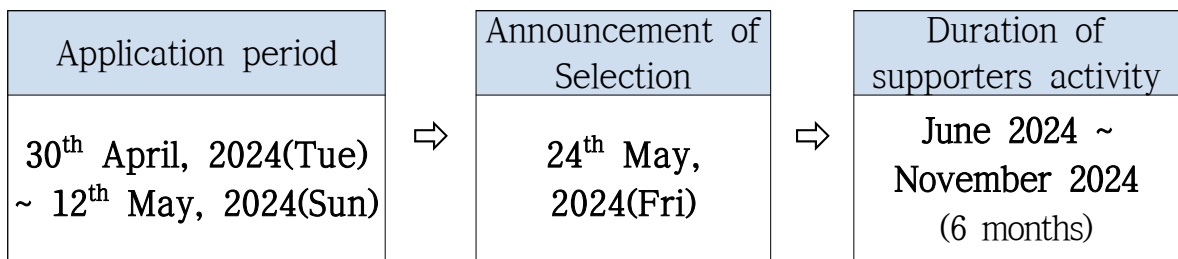 Application period
30th April, 2024(Tue)
~ 12th May, 2024(Sun)
⇨
Announcement of
Selection
24th May,
2024(Fri)
⇨
Duration of
supporters activity
June 2024 ~
November 2024
(6 months)